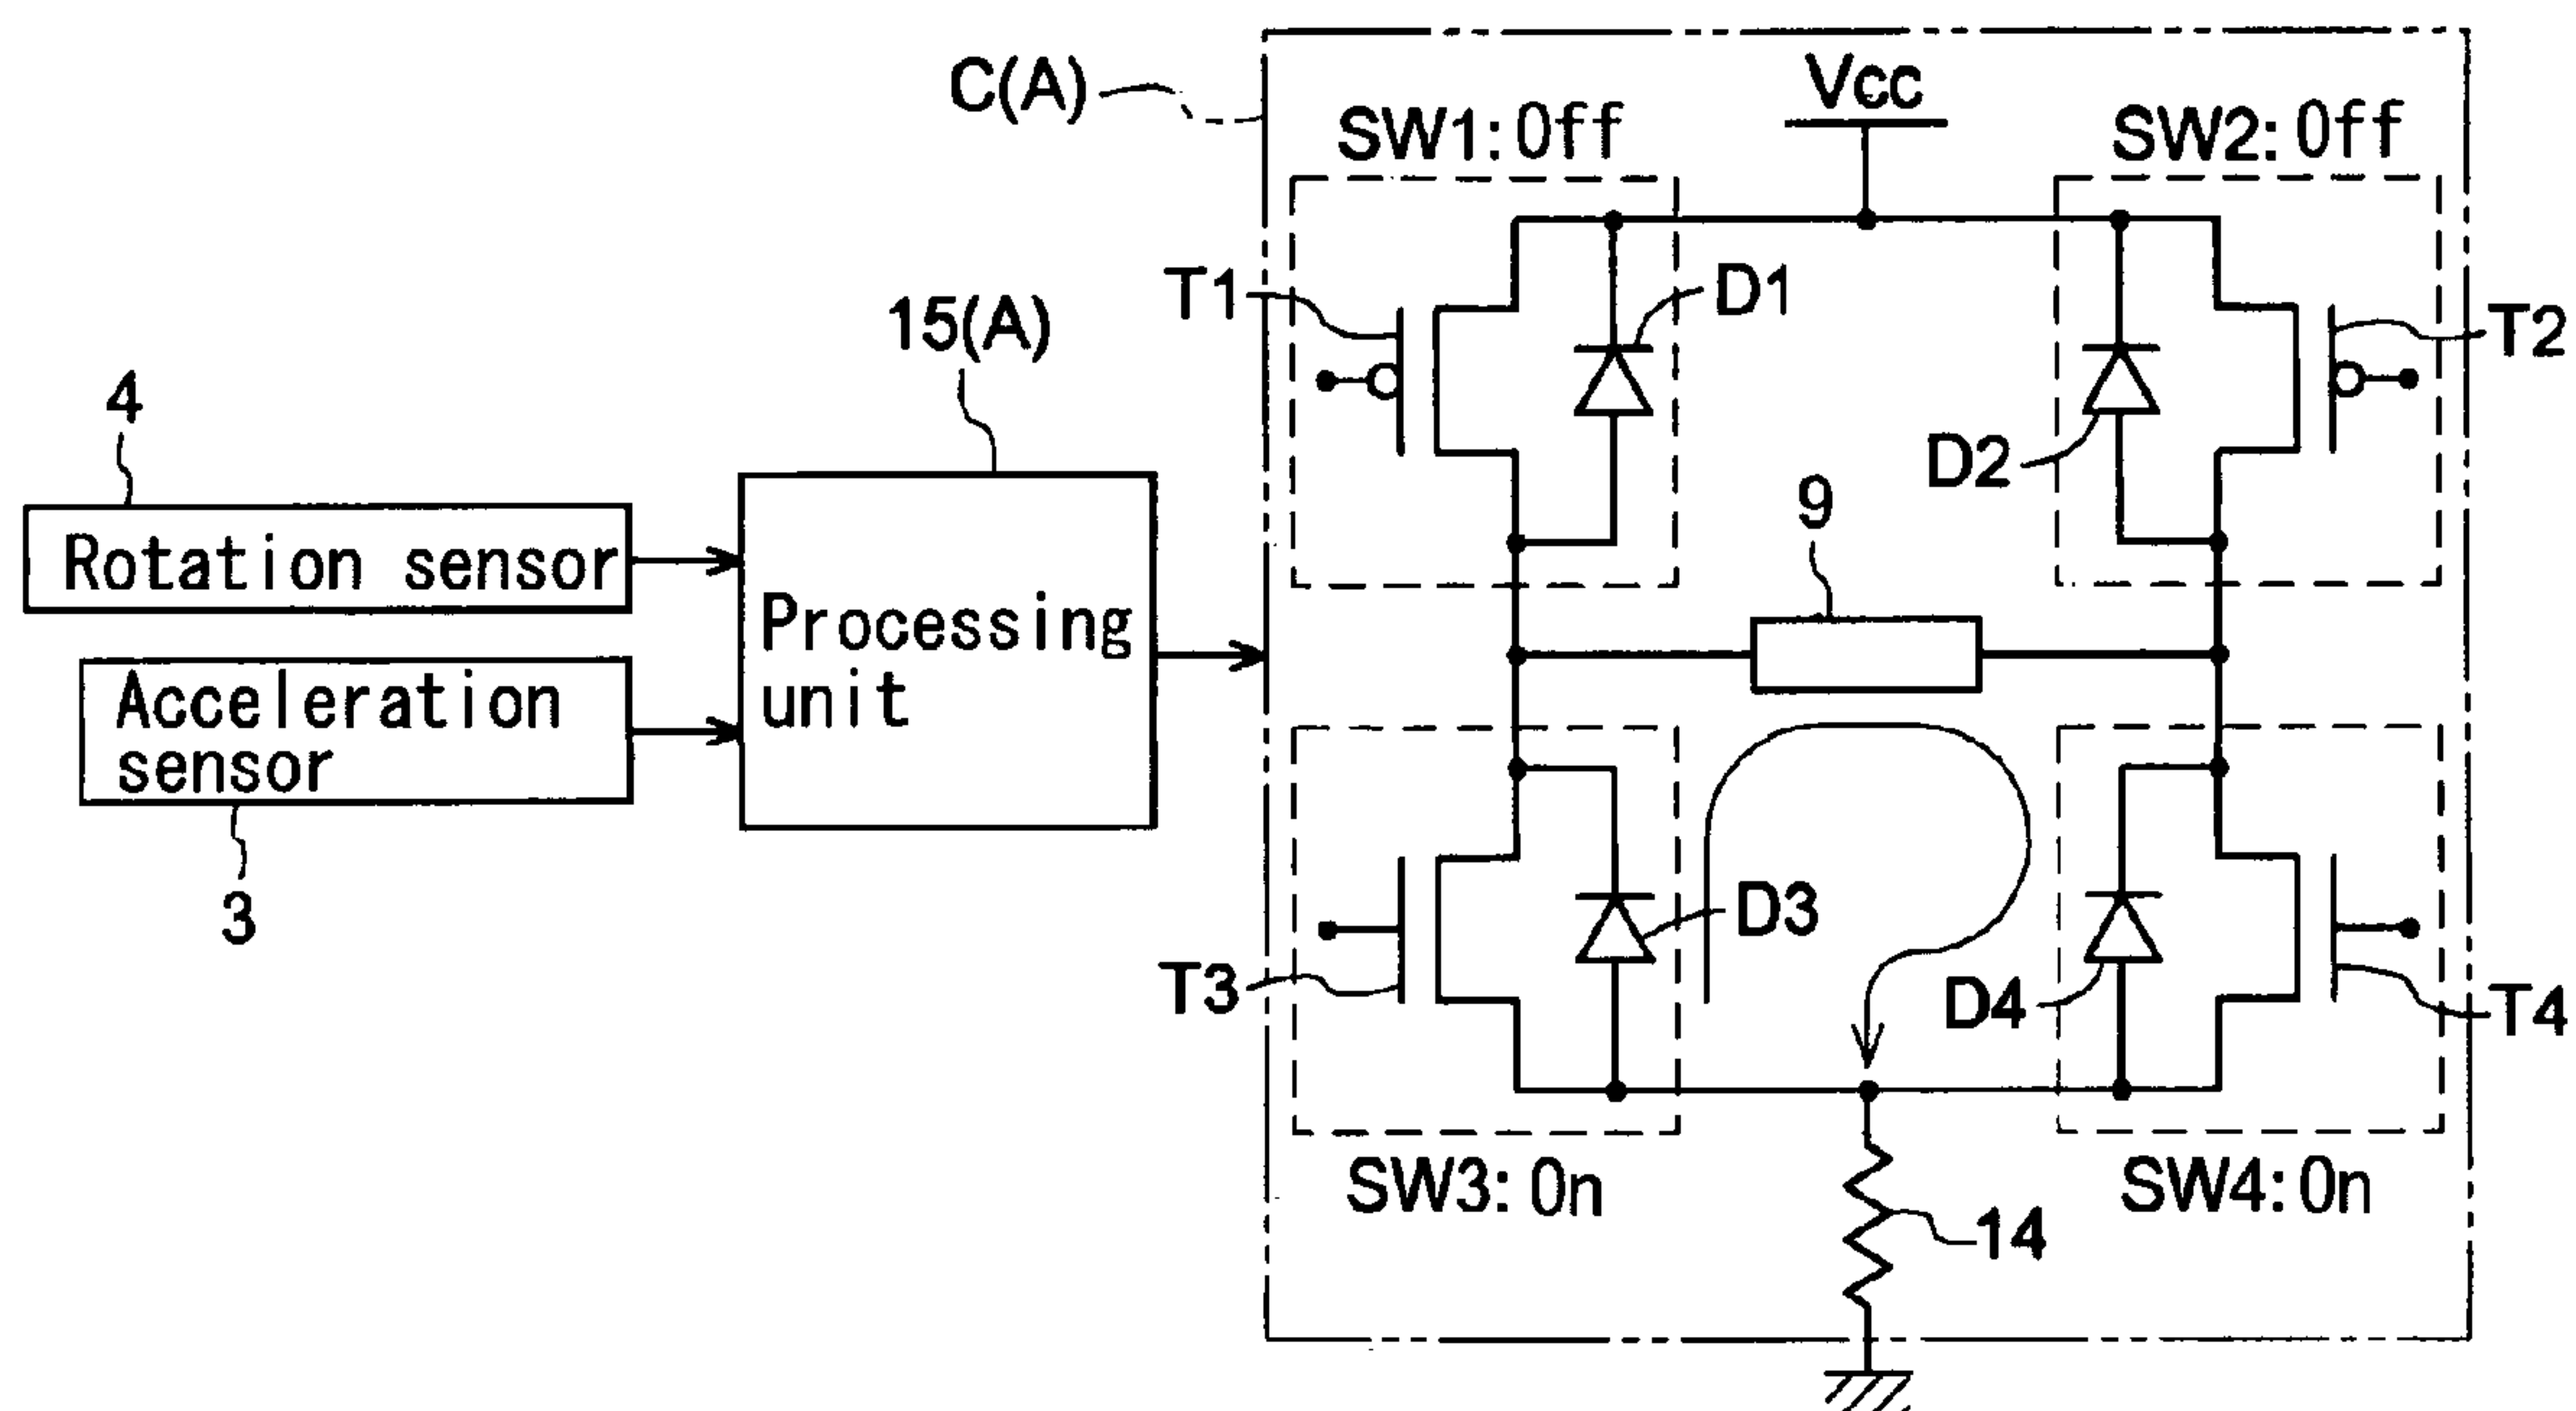 C(A)
Vcc
SW1: Off
SW2: Off
T1
D1
T2
D2
15(A)
4
Rotation sensor
Processing
unit
9
Acceleration
sensor
3
D3
T3
D4
T4
SW3: On
SW4: On
14